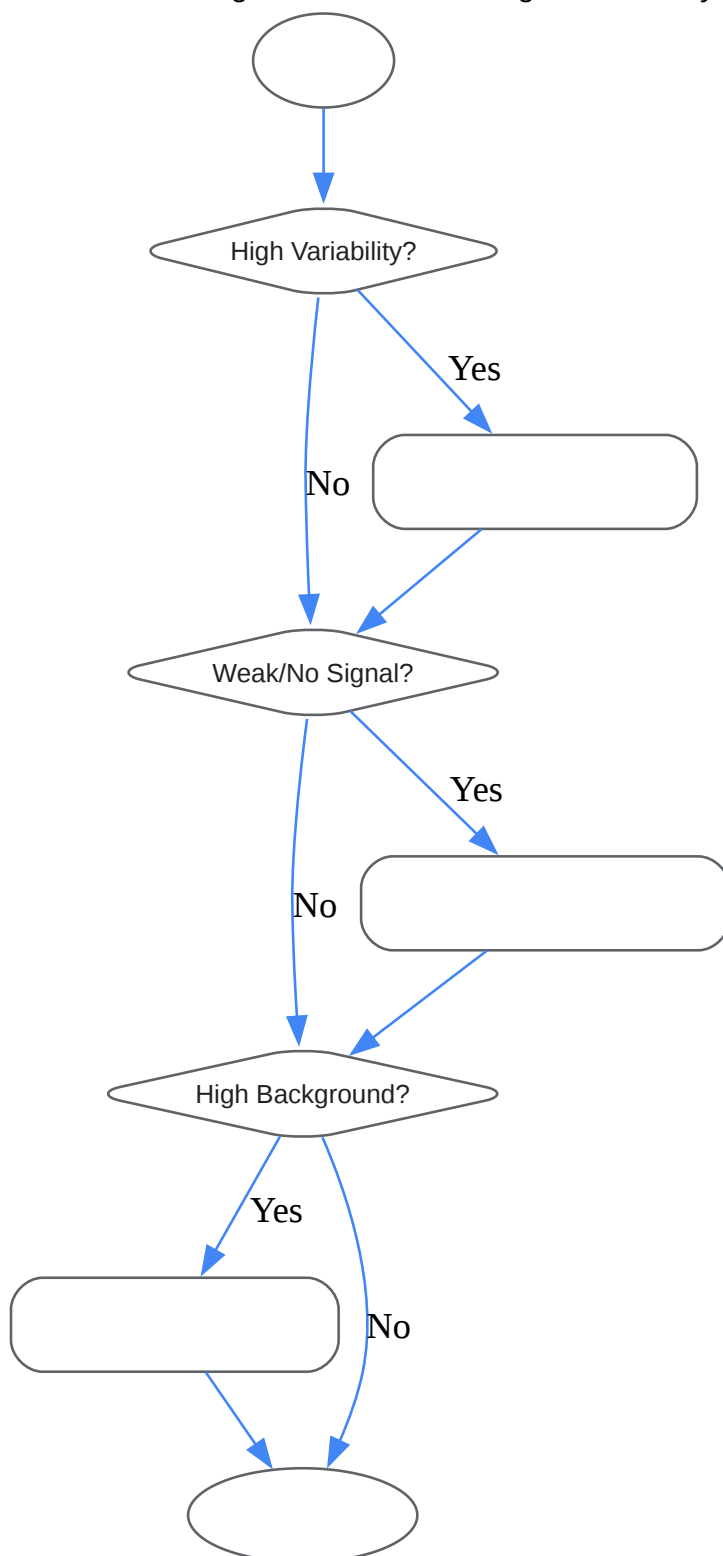 High Variability?
Yes
No
Weak/No Signal?
Yes
No
High Background?
Yes
No